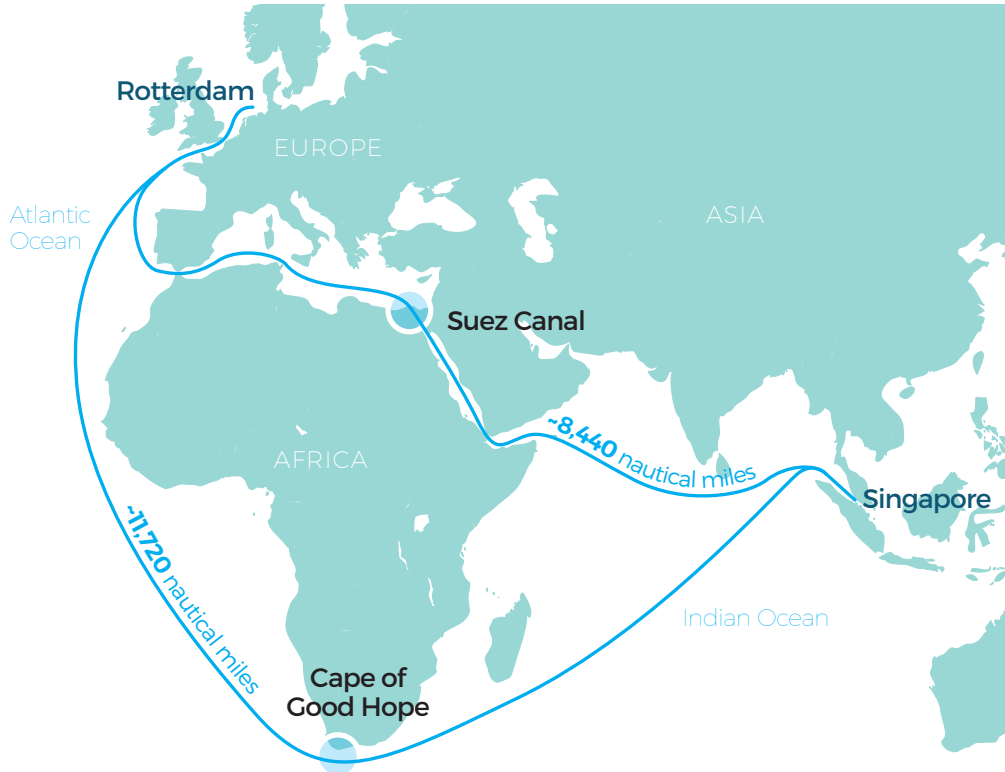 Rotterdam
EUROPE
Atlantic
Ocean
ASIA
Suez Canal
~8,440 nautical miles
AFRICA
Singapore
~11,720 nautical miles
Indian Ocean
Cape of
Good Hope